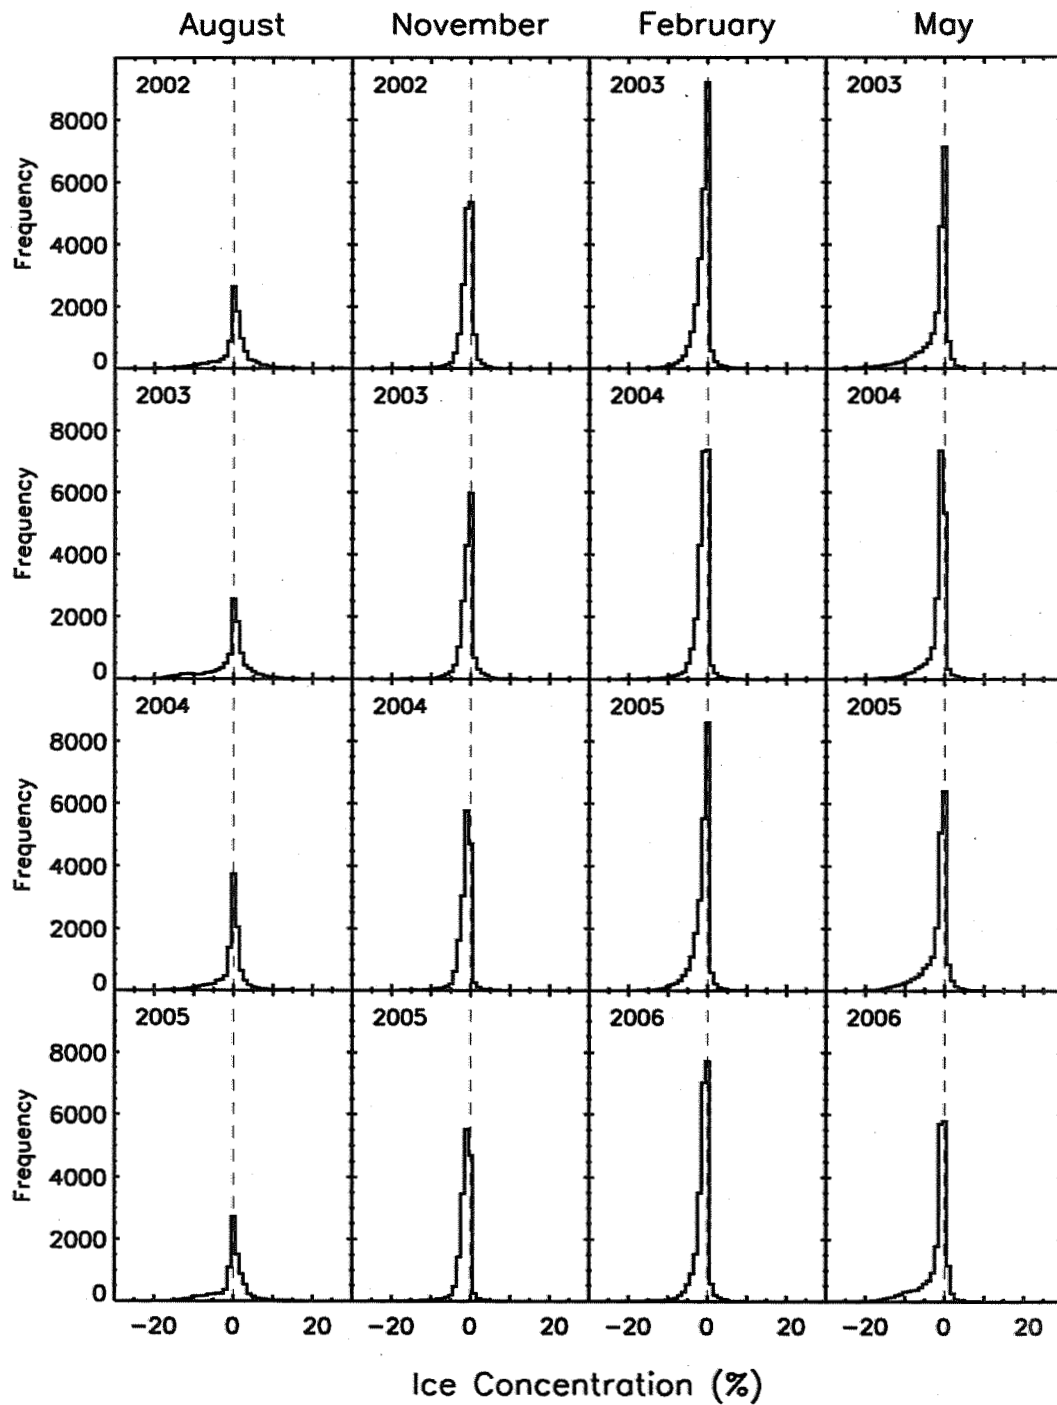 August November February May
2002 2002 2003 2003
8000
6000
4000
2000
0
Frequency
2003 2003 2004 2004
8000
6000
4000
2000
0
Frequency
2004 2004 2005 2005
8000
6000
4000
2000
0
Frequency
2005 2005 2006 2006
8000
6000
4000
2000
0
Frequency
−20 0 20 −20 0 20 −20 0 20 −20 0 20
Ice Concentration (%)